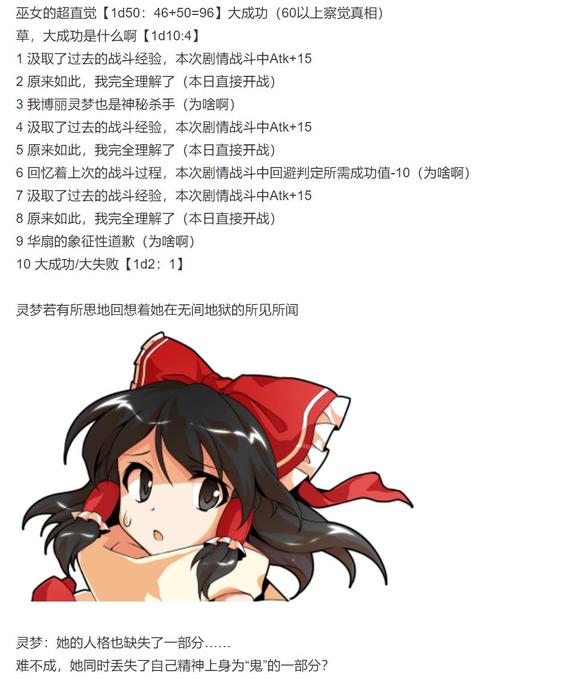 巫女的超直觉【1d50：46+50=96】大成功（60以上察觉真相）
草，大成功是什么啊【1d10:4】
1 汲取了过去的战斗经验，本次剧情战斗中Atk+15
2 原来如此，我完全理解了（本日直接开战）
3 我博丽灵梦也是神秘杀手（为啥啊）
4 汲取了过去的战斗经验，本次剧情战斗中Atk+15
5 原来如此，我完全理解了（本日直接开战）
6 回忆着上次的战斗过程，本次剧情战斗中回避判定所需成功值-10（为啥啊）
7 汲取了过去的战斗经验，本次剧情战斗中Atk+15
8 原来如此，我完全理解了（本日直接开战）
9 华扇的象征性道歉（为啥啊）
10 大成功/大失败【1d2：1】
灵梦若有所思地回想着她在无间地狱的所见所闻
灵梦：她的人格也缺失了一部分……
难不成，她同时丢失了自己精神上身为“鬼”的一部分？